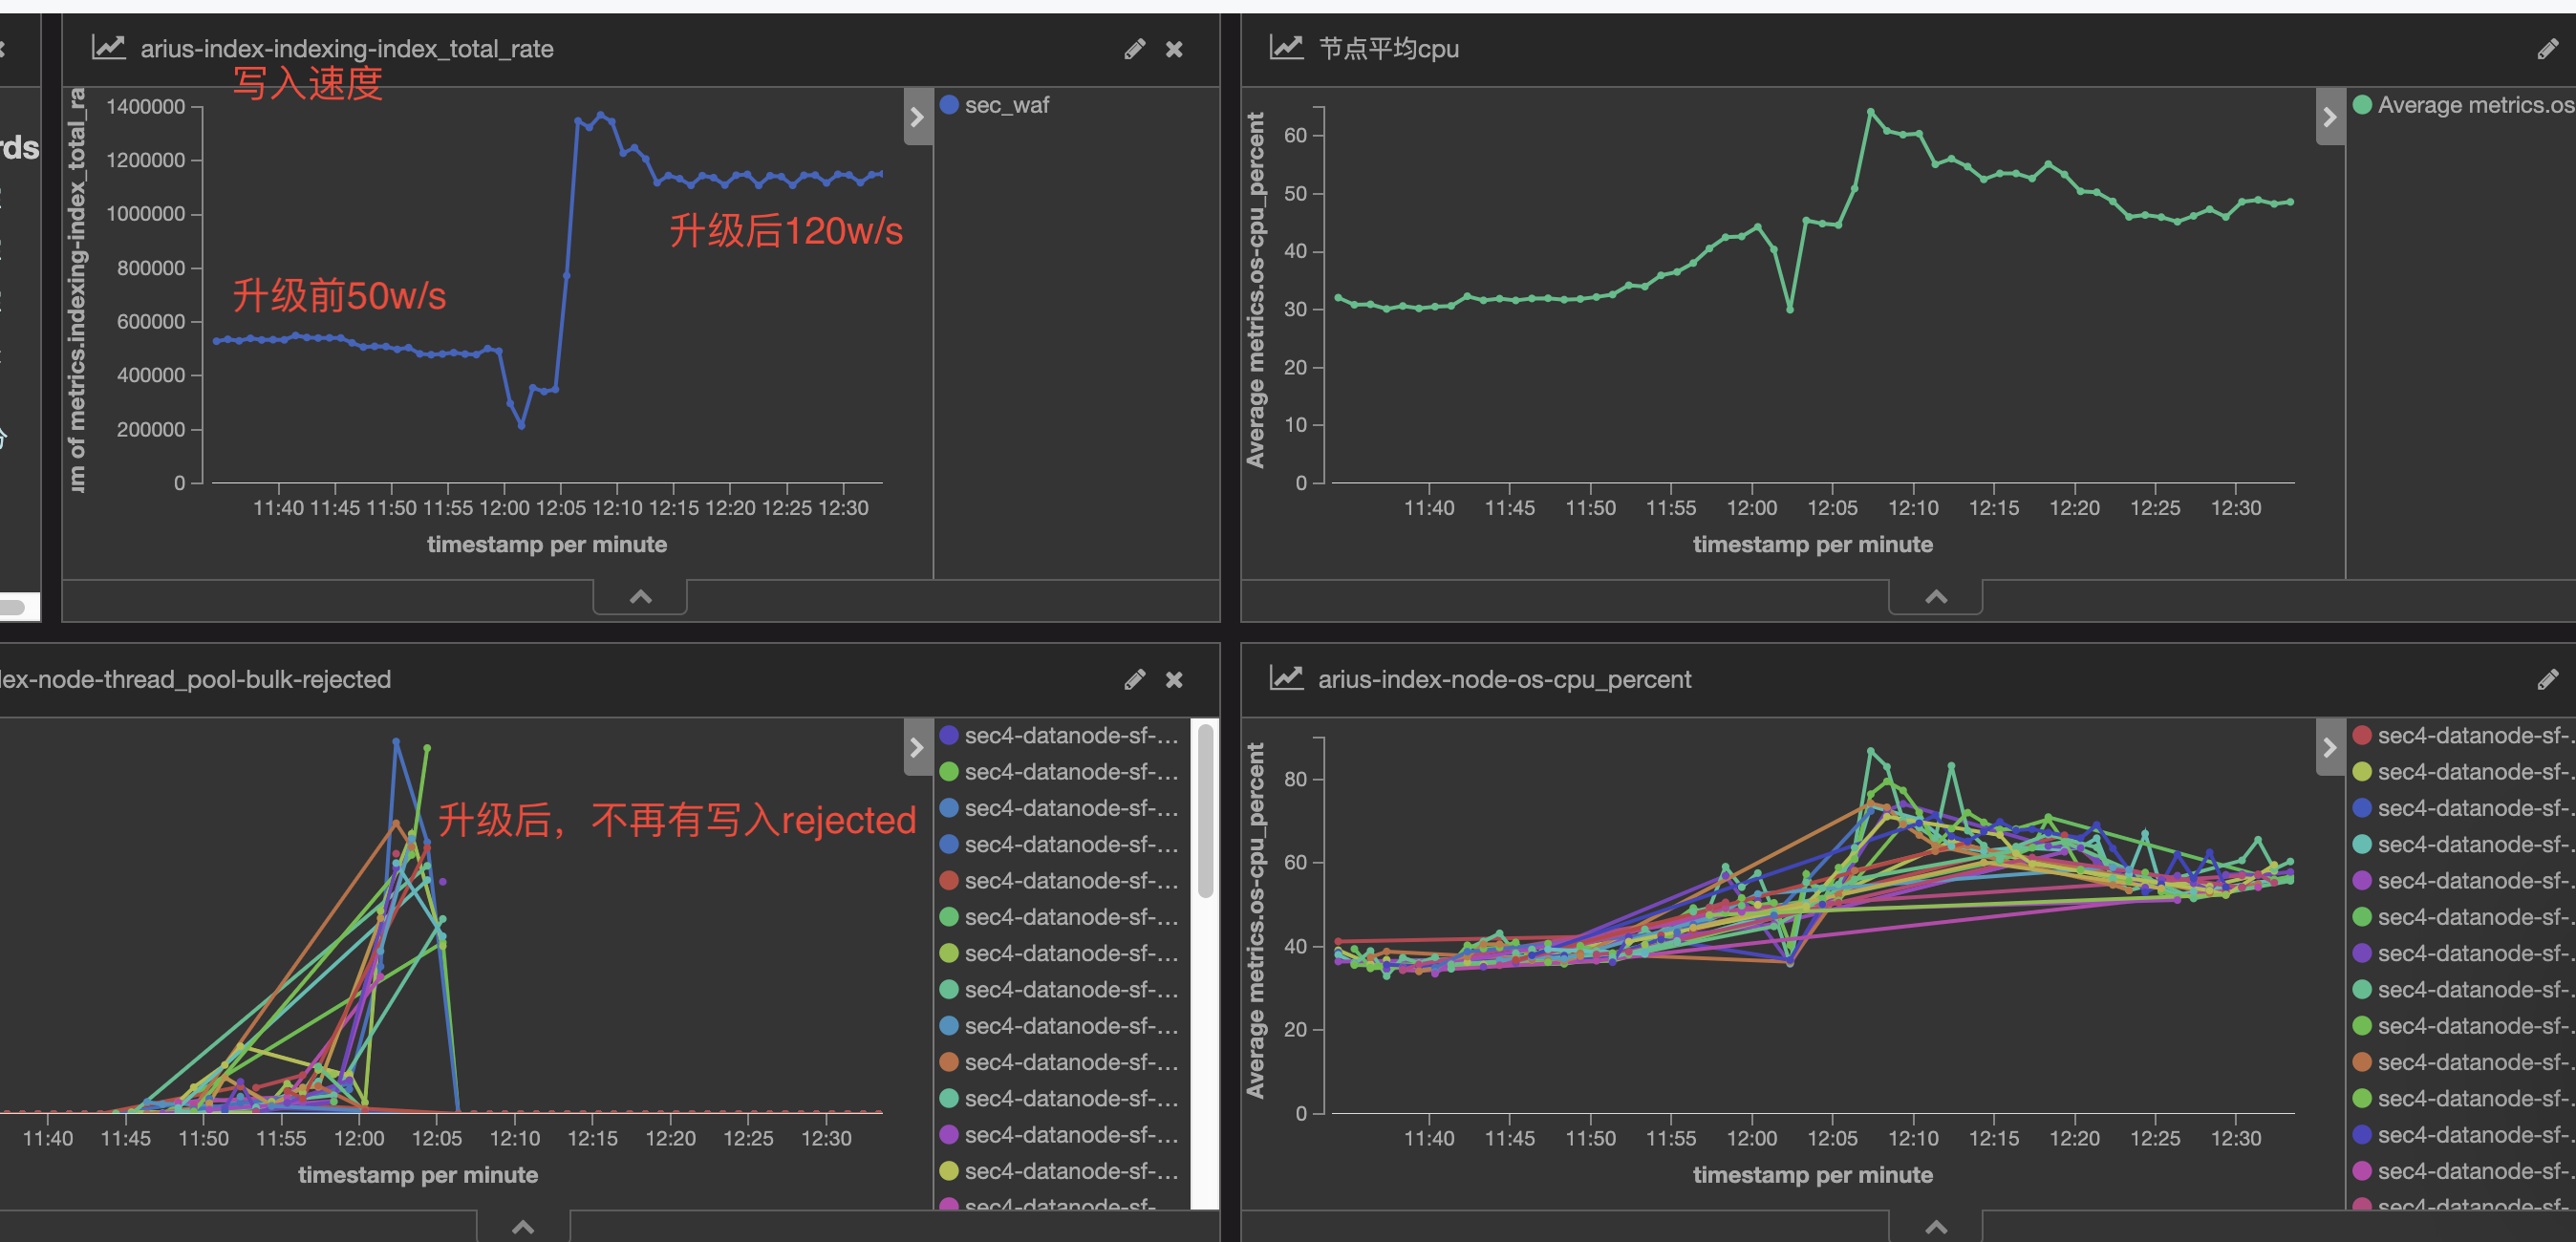 arius-index-indexing-index_total_rate
写入速度
rds
metrics.indexing-index_total_ra
1400000
1200000
1000000
800000
600000
400000
200000
0
升级前50w/s
升级后120w/s
sec_waf
11:40 11:45 11:50 11:55 12:00 12:05 12:10 12:15 12:20 12:25 12:30
timestamp per minute
节点平均cpu
Average metrics.os-cpu_percent
60
50
40
30
20
10
0
Average metrics.os
11:40 11:45 11:50 11:55 12:00 12:05 12:10 12:15 12:20 12:25 12:30
timestamp per minute
lex-node-thread_pool-bulk-rejected
升级后，不再有写入rejected
sec4-datanode-sf-...
sec4-datanode-sf-...
sec4-datanode-sf-...
sec4-datanode-sf-...
sec4-datanode-sf-...
sec4-datanode-sf-...
sec4-datanode-sf-...
sec4-datanode-sf-...
sec4-datanode-sf-...
sec4-datanode-sf-...
sec4-datanode-sf-...
sec4-datanode-sf-...
sec4-datanode-sf-...
sec4-datanode-sf-
11:40 11:45 11:50 11:55 12:00 12:05 12:10 12:15 12:20 12:25 12:30
timestamp per minute
arius-index-node-os-cpu_percent
Average metrics.os-cpu_percent
80
60
40
20
0
sec4-datanode-sf-.
sec4-datanode-sf-.
sec4-datanode-sf-.
sec4-datanode-sf-.
sec4-datanode-sf-.
sec4-datanode-sf-.
sec4-datanode-sf-.
sec4-datanode-sf-.
sec4-datanode-sf-.
sec4-datanode-sf-.
sec4-datanode-sf-.
sec4-datanode-sf-.
sec4-datanode-sf-.
sec4-datanode-sf-
11:40 11:45 11:50 11:55 12:00 12:05 12:10 12:15 12:20 12:25 12:30
timestamp per minute